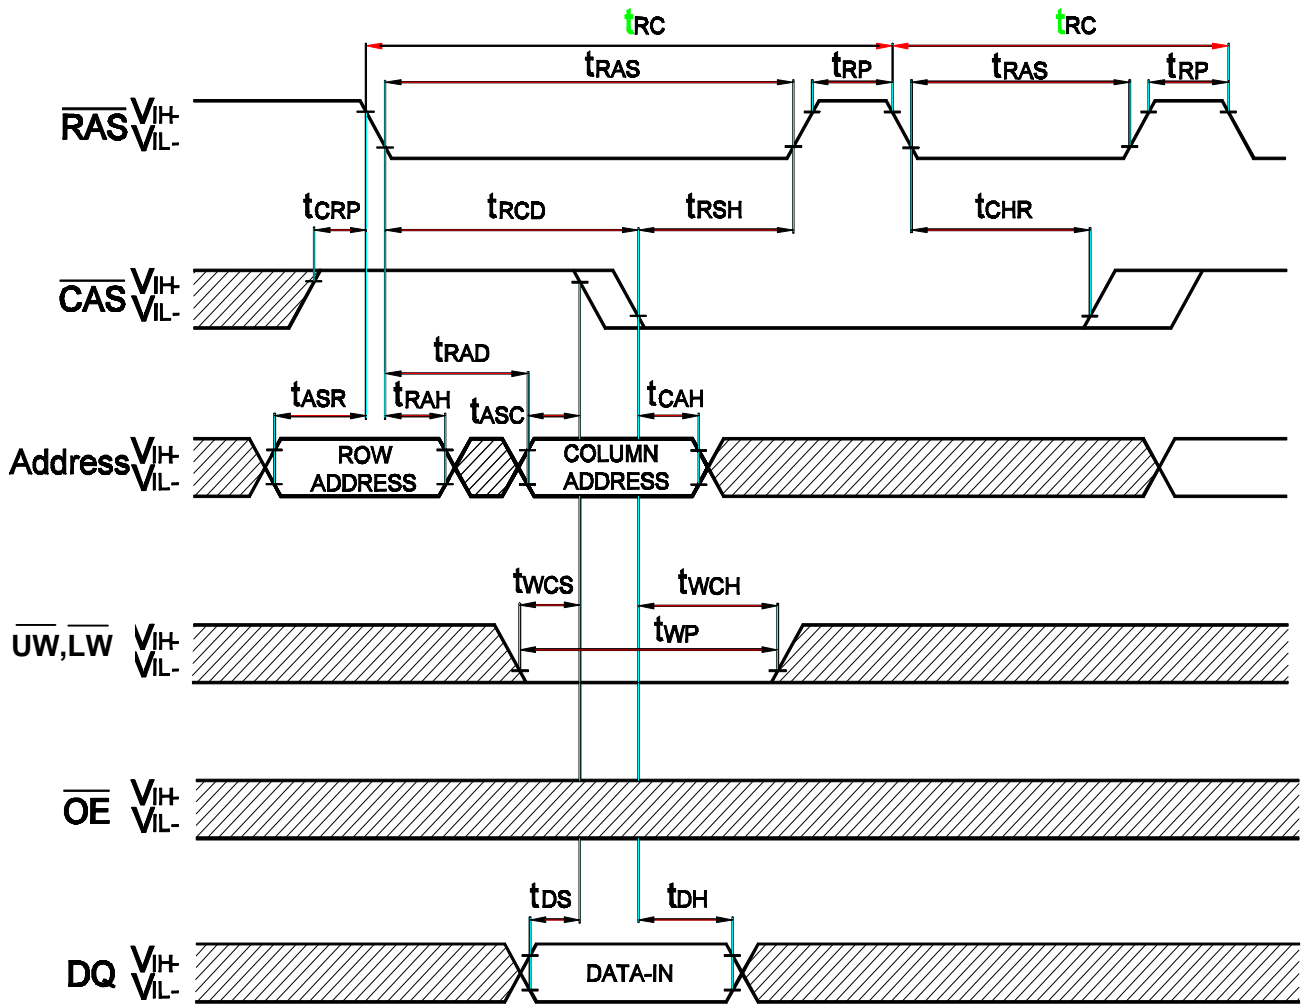 tRC tRC
tRAS tRP tRAS tRP
RAS VIH-
VIL-
tCRP tRCD tRSH tCHR
CAS VIH-
VIL-
tRAD
tASR tRAH tASC tCAH
Address VIH-
VIL-
ROW
ADDRESS
COLUMN
ADDRESS
tWCS tWCH
tWP
UW,LW VIH-
VIL-
OE VIH-
VIL-
tDS tDH
DQ VIH-
VIL-
DATA-IN